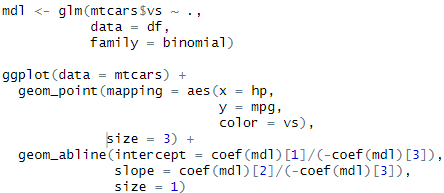 mdl <- glm(mtcars$vs ~ .,
data = df,
family = binomial)
ggplot(data = mtcars) +
geom_point(mapping = aes(x = hp,
y = mpg,
color = vs),
size = 3) +
geom_abline(intercept = coef(mdl)[1]/(-coef(mdl)[3]),
slope = coef(mdl)[2]/(-coef(mdl)[3]),
size = 1)